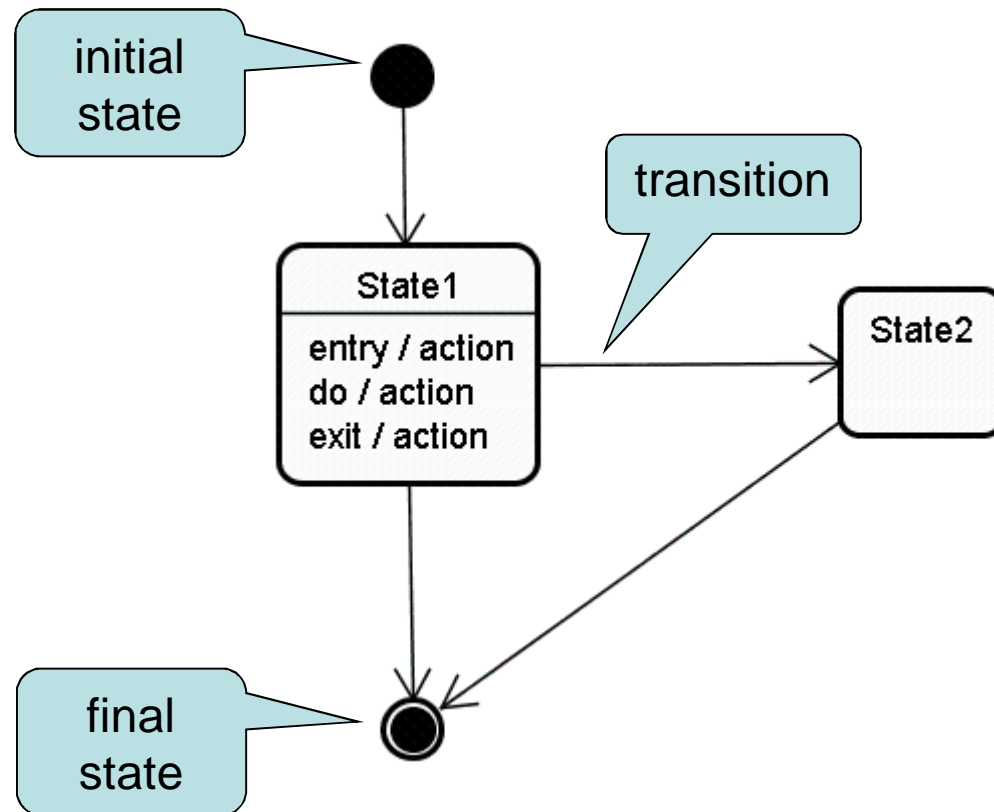 initial
state
transition
State1
entry / action
do / action
exit / action
State2
final
state